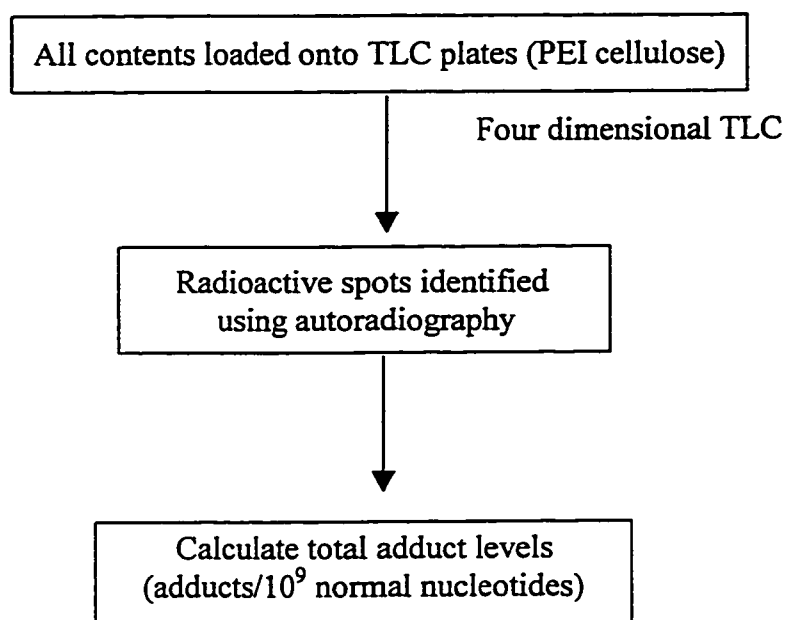 All contents loaded onto TLC plates (PEI cellulose)
Four dimensional TLC
Radioactive spots identified
using autoradiography
Calculate total adduct levels
(adducts/10⁹ normal nucleotides)